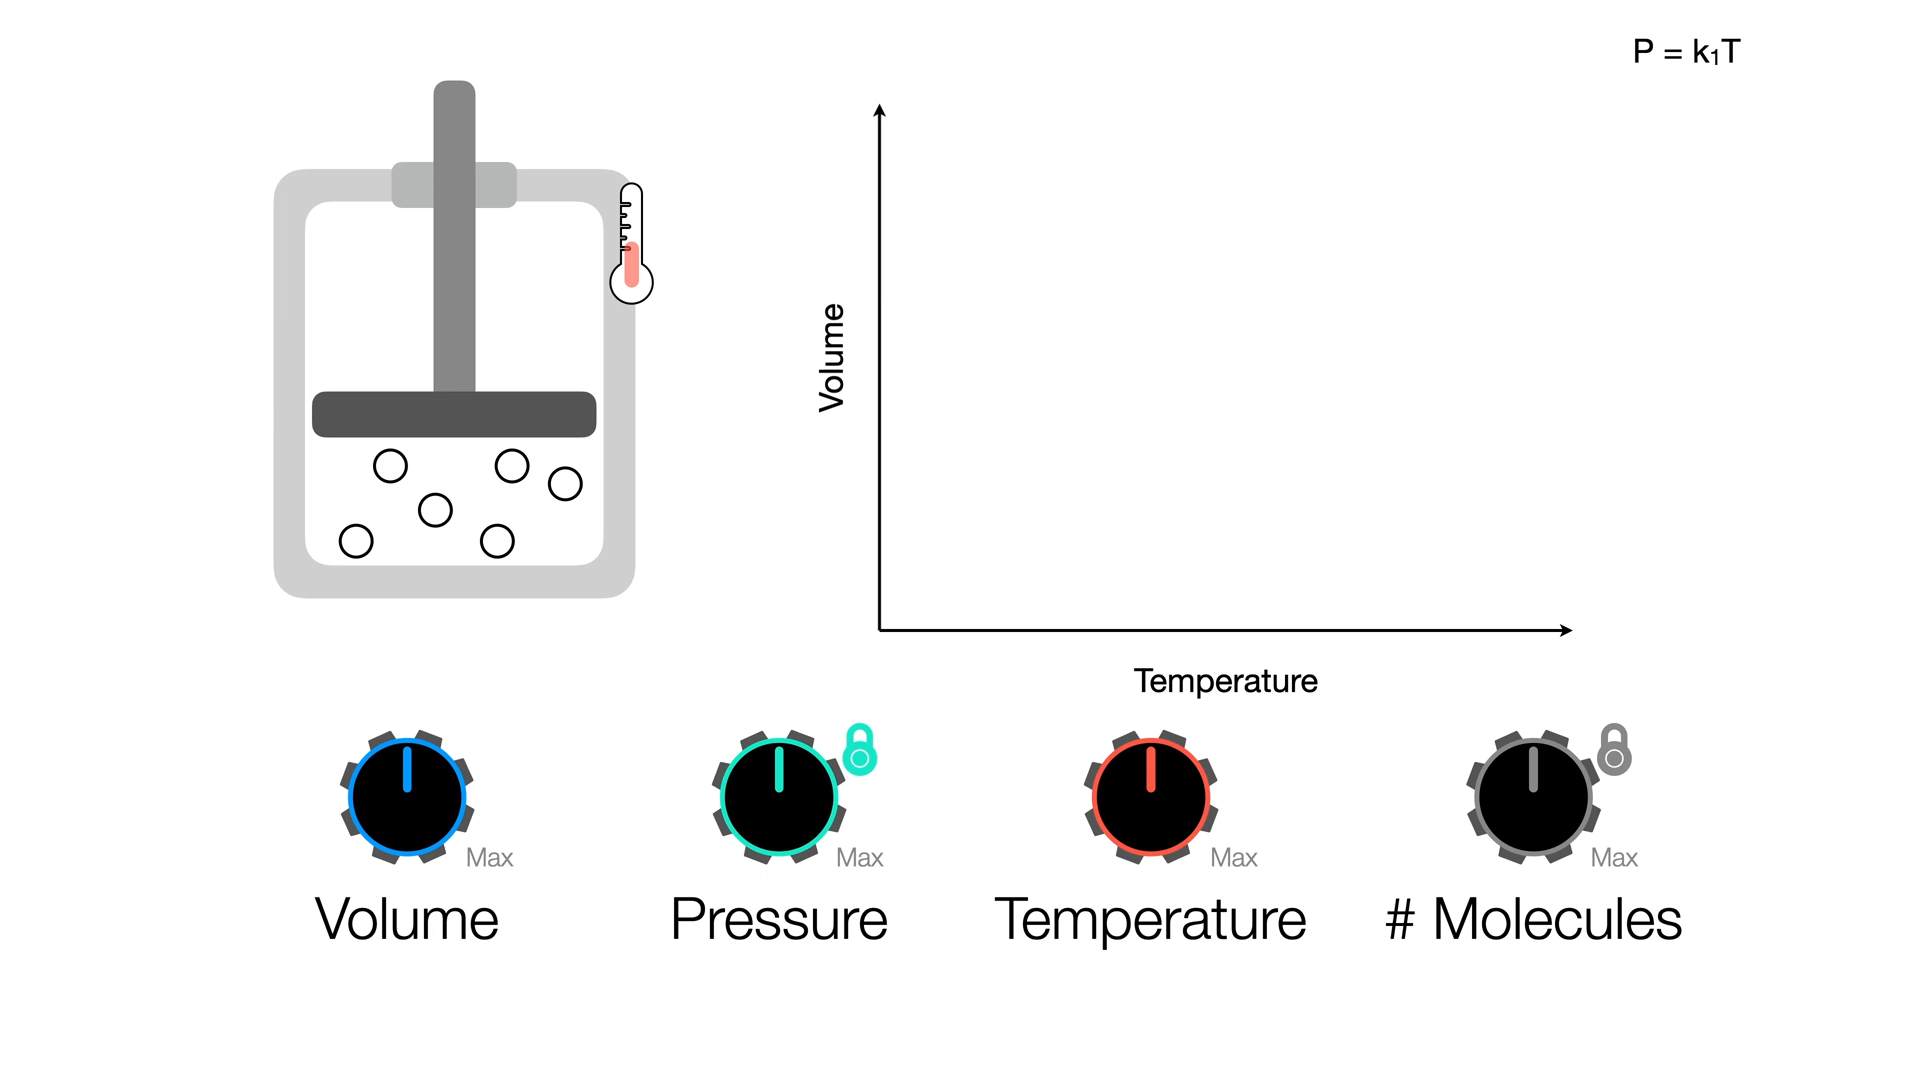 P = k₁T
Volume
Temperature
Max
Max
Max
Max
Volume
Pressure
Temperature
# Molecules